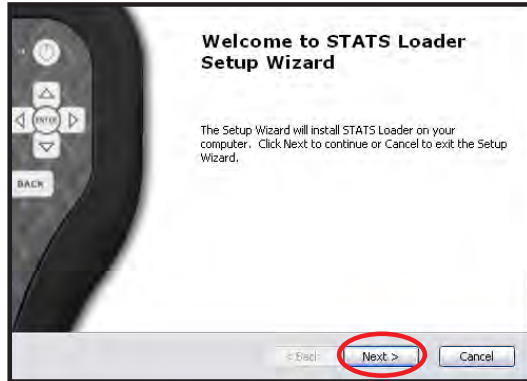 Welcome to STATS Loader
Setup Wizard
The Setup Wizard will install STATS Loader on your
computer. Click Next to continue or Cancel to exit the Setup
Wizard.
ENTER
BACK
< Back
Next >
Cancel